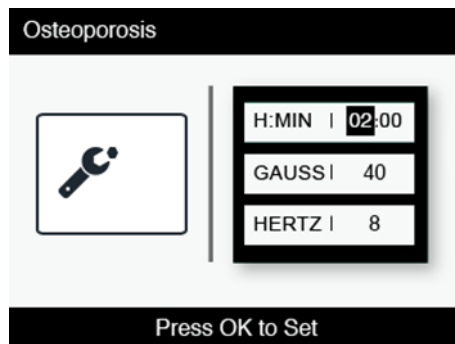 Osteoporosis
H:MIN | 02:00
GAUSS | 40
HERTZ | 8
Press OK to Set